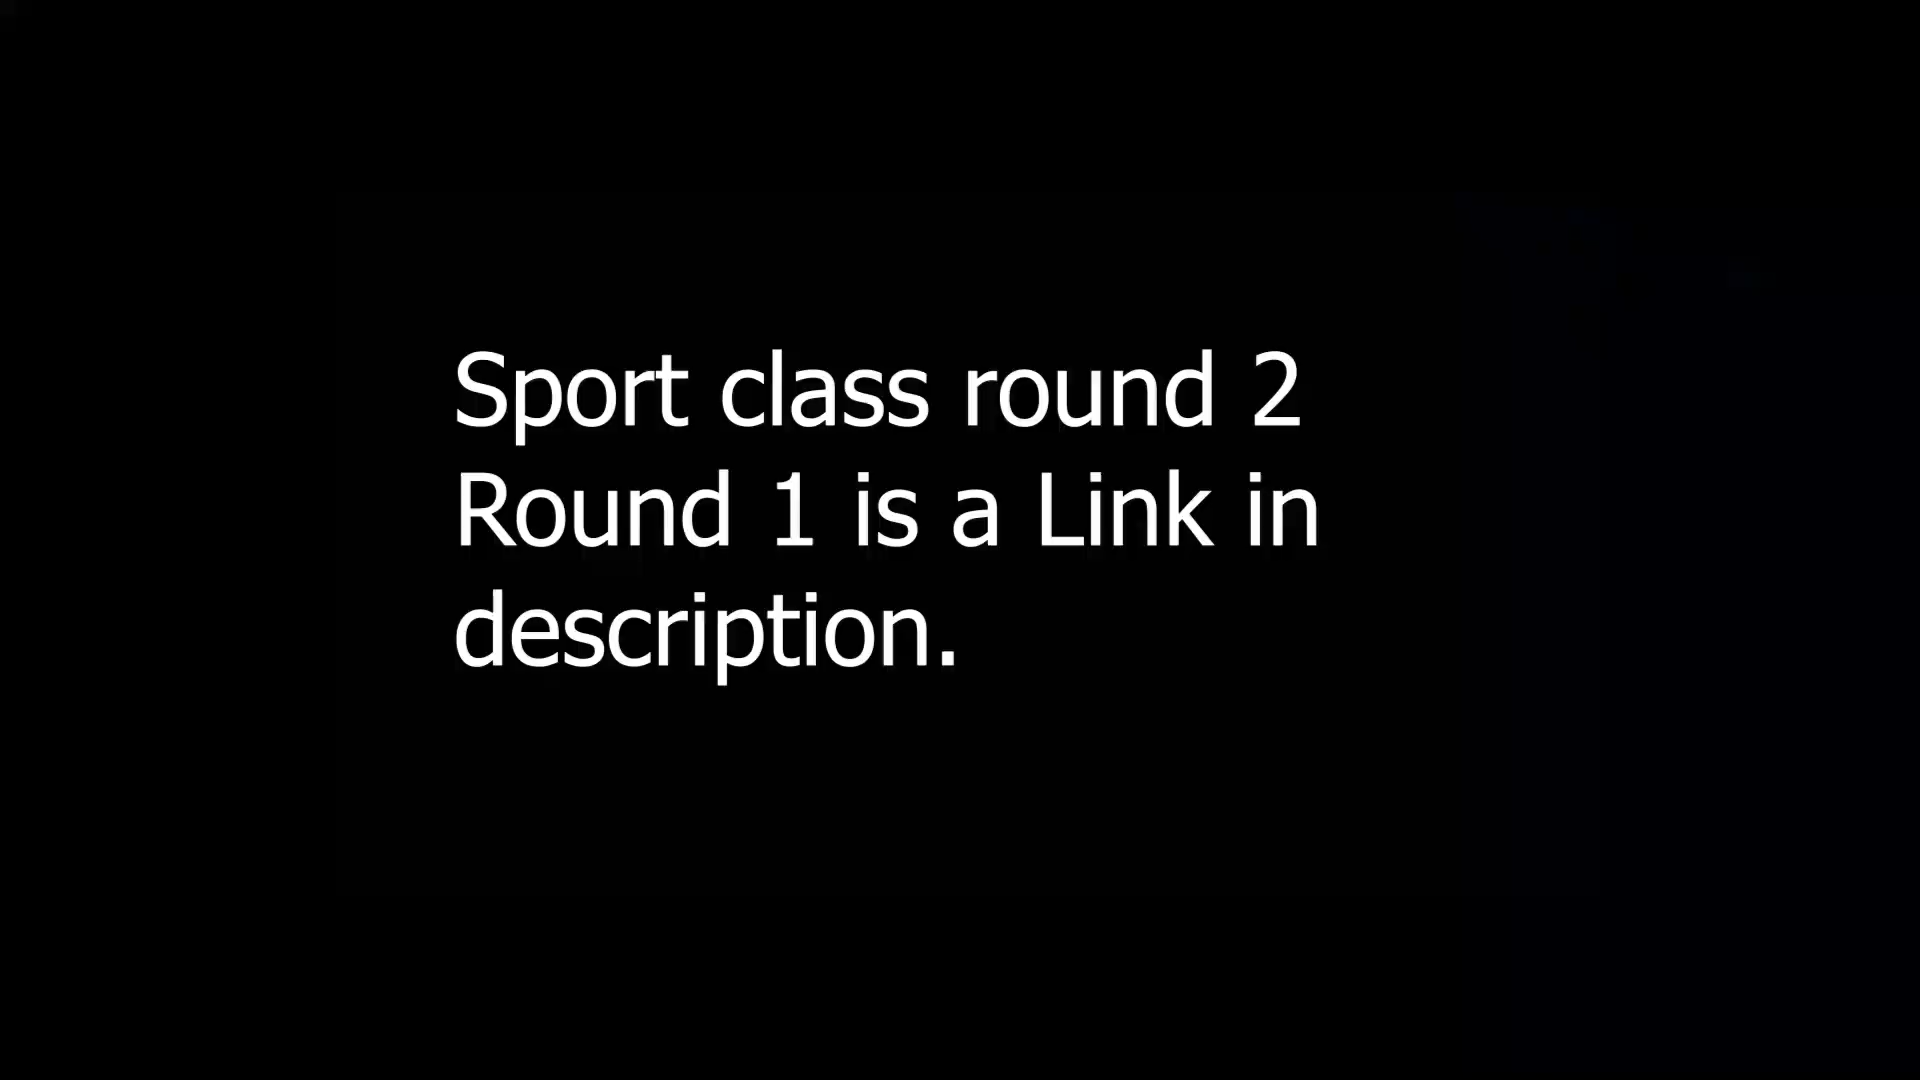 Sport class round 2
Round 1 is a Link in
description.